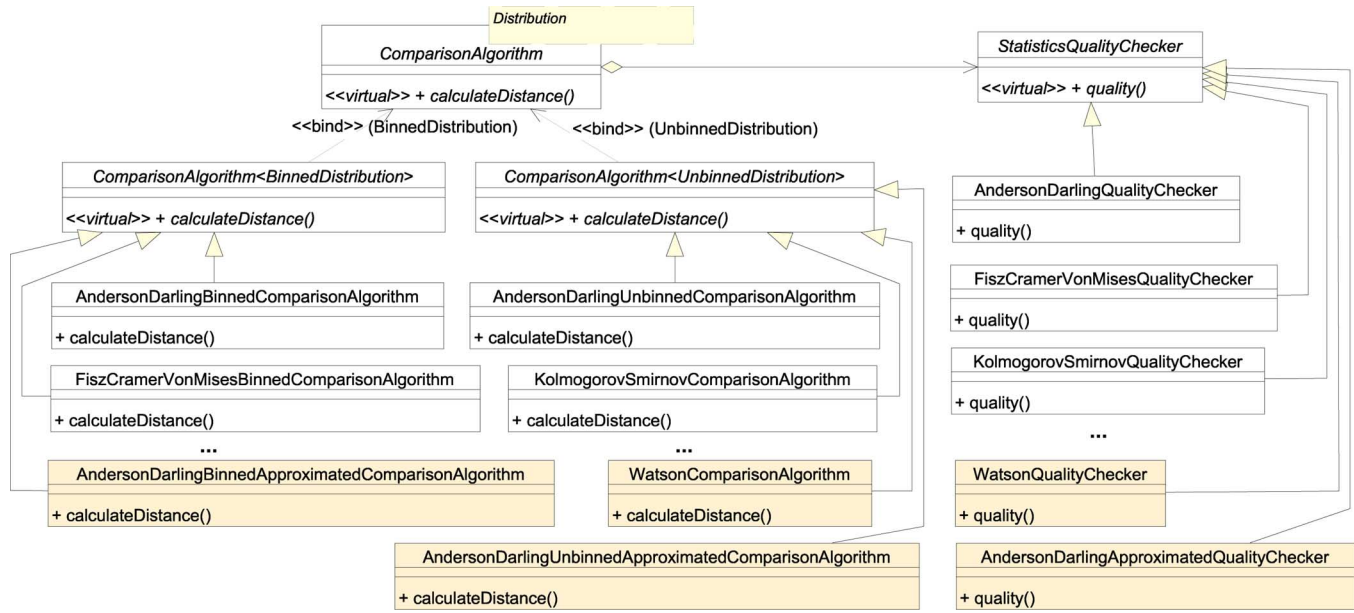 Distribution
ComparisonAlgorithm
<<virtual>> + calculateDistance()
StatisticsQualityChecker
<<virtual>> + quality()
<<bind>> (BinnedDistribution)
<<bind>> (UnbinnedDistribution)
ComparisonAlgorithm<BinnedDistribution>
<<virtual>> + calculateDistance()
ComparisonAlgorithm<UnbinnedDistribution>
<<virtual>> + calculateDistance()
AndersonDarlingQualityChecker
+ quality()
AndersonDarlingBinnedComparisonAlgorithm
+ calculateDistance()
AndersonDarlingUnbinnedComparisonAlgorithm
+ calculateDistance()
FiszCramerVonMisesQualityChecker
+ quality()
FiszCramerVonMisesBinnedComparisonAlgorithm
+ calculateDistance()
KolmogorovSmirnovComparisonAlgorithm
+ calculateDistance()
KolmogorovSmirnovQualityChecker
+ quality()
...
...
...
AndersonDarlingBinnedApproximatedComparisonAlgorithm
+ calculateDistance()
WatsonComparisonAlgorithm
+ calculateDistance()
WatsonQualityChecker
+ quality()
AndersonDarlingUnbinnedApproximatedComparisonAlgorithm
+ calculateDistance()
AndersonDarlingApproximatedQualityChecker
+ quality()